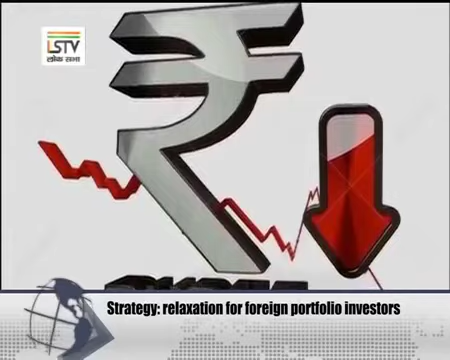 LSTV
लोक सभा
₹
Strategy: relaxation for foreign portfolio investors